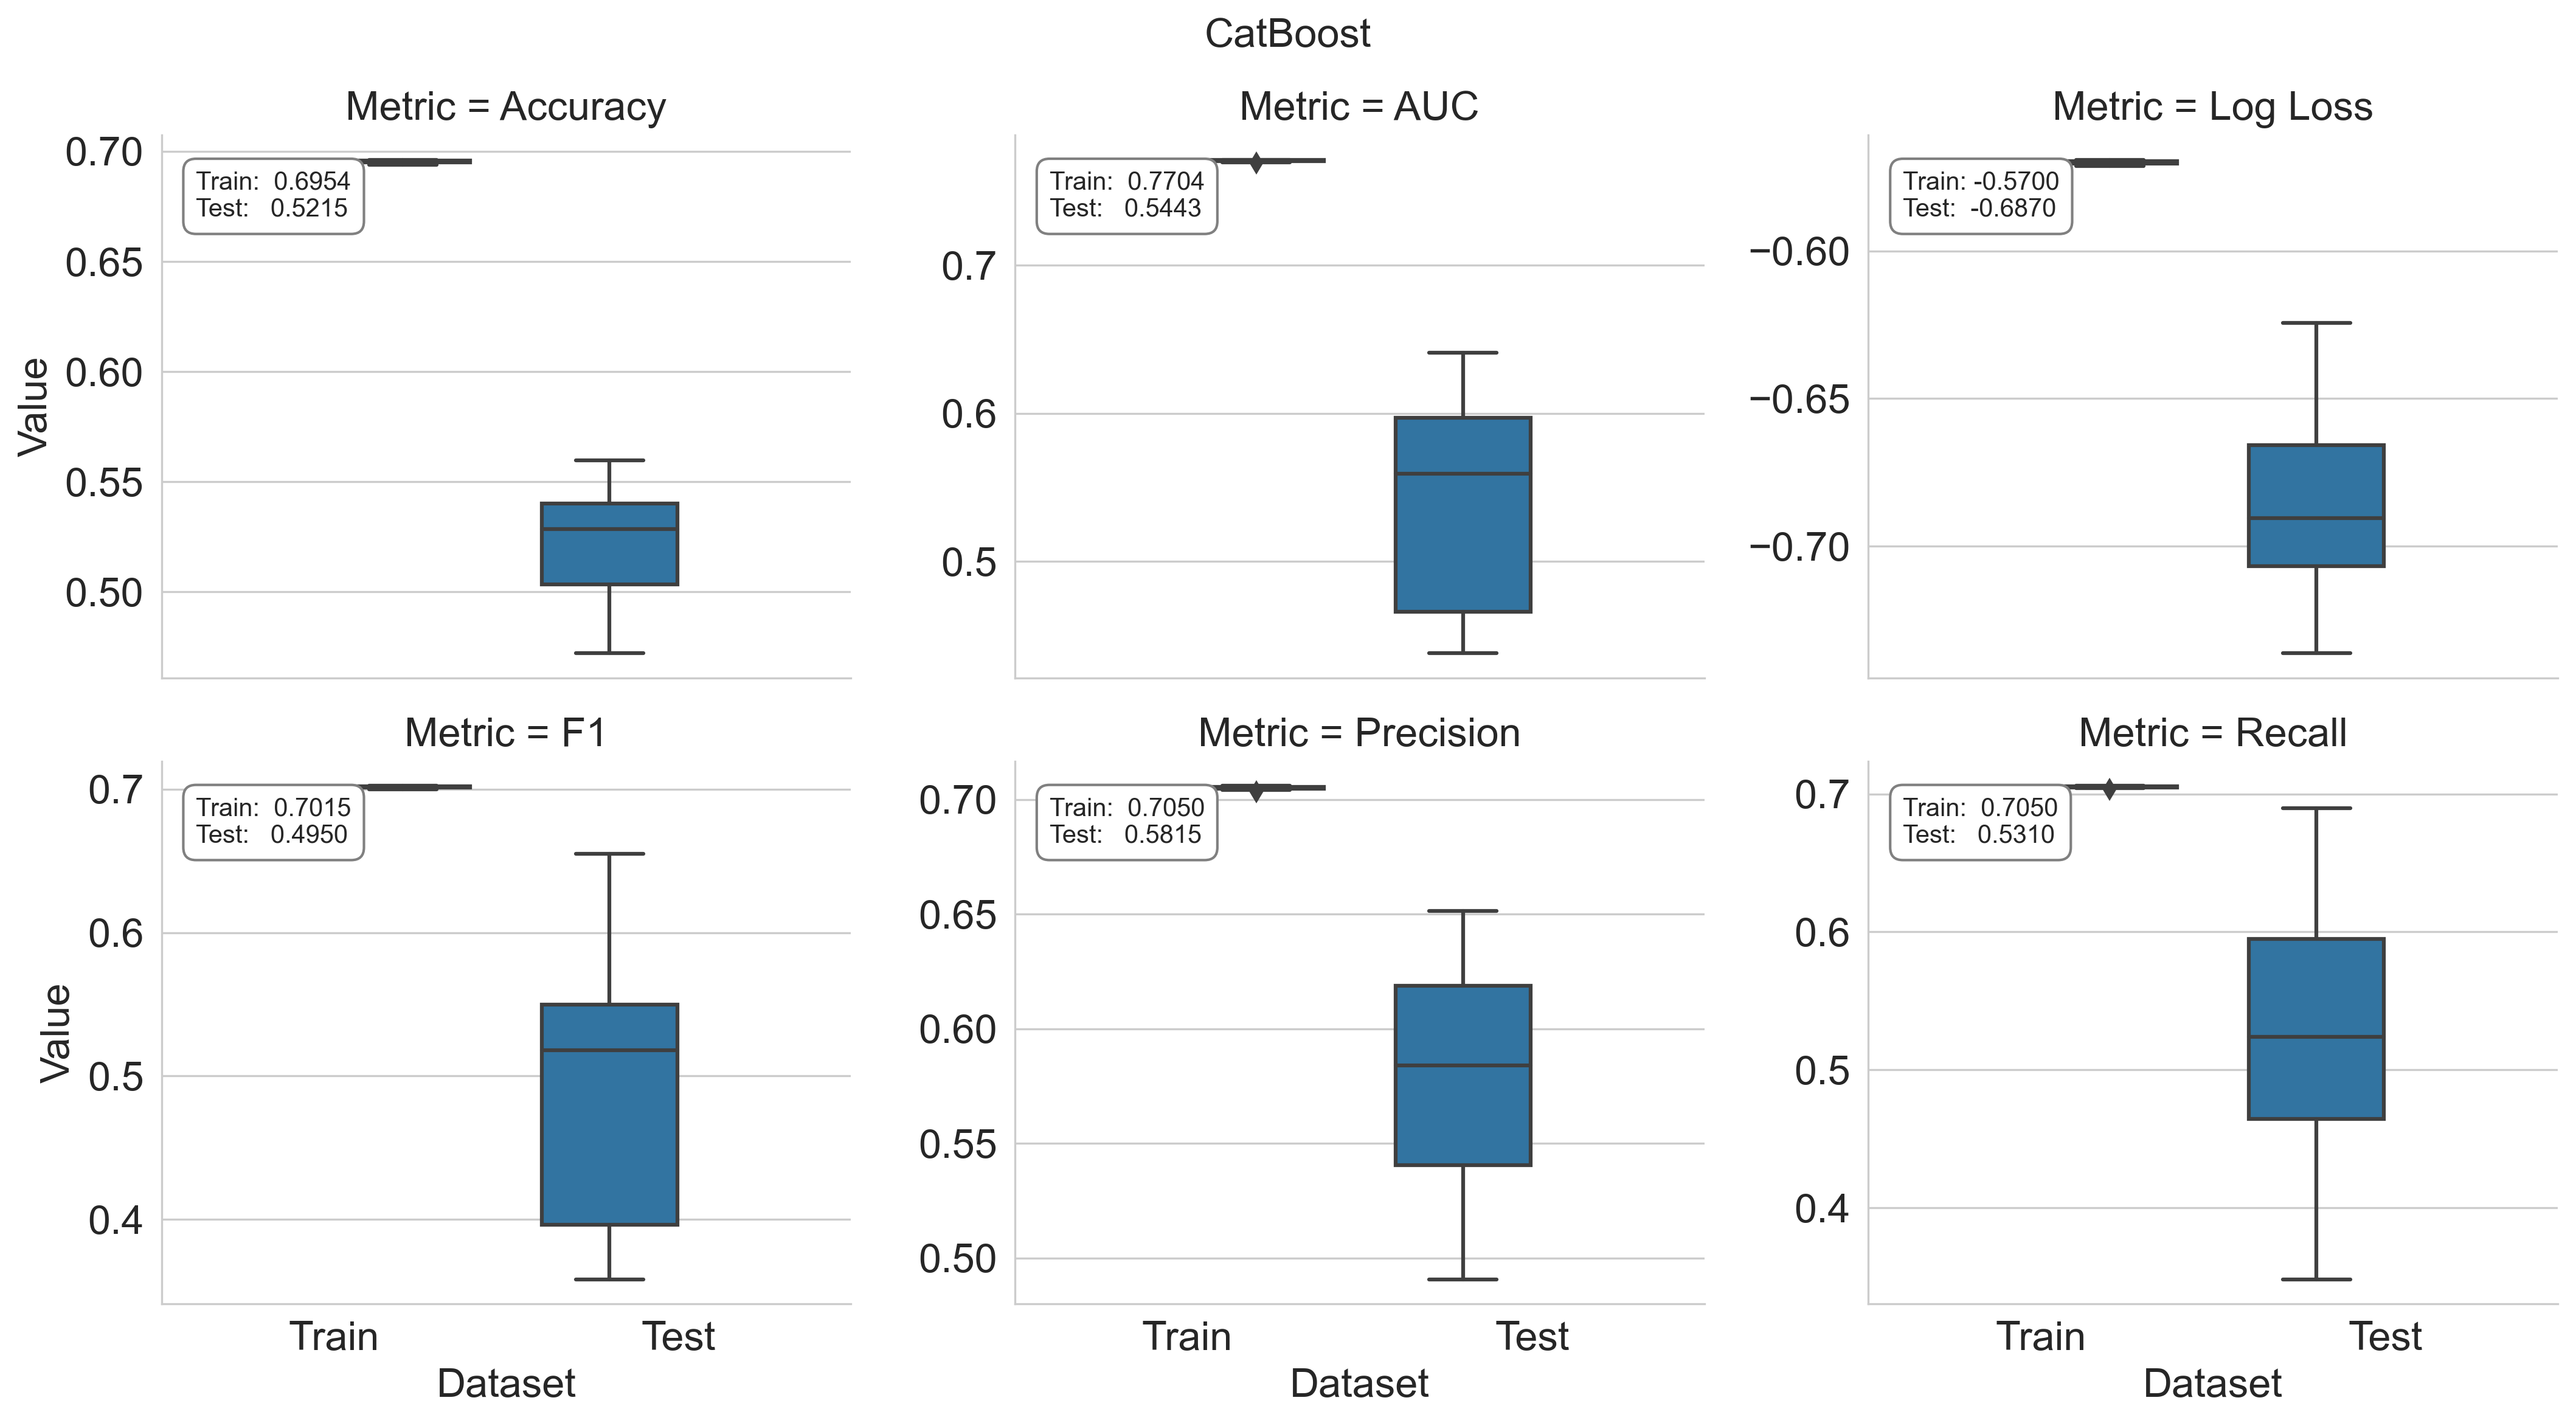 CatBoost
Metric = Accuracy
0.70
0.65
0.60
0.55
0.50
Value
Train: 0.6954
Test: 0.5215
Metric = AUC
0.7
0.6
0.5
Train: 0.7704
Test: 0.5443
Metric = Log Loss
−0.60
−0.65
−0.70
Train: -0.5700
Test: -0.6870
Metric = F1
0.7
0.6
0.5
0.4
Value
Train: 0.7015
Test: 0.4950
Train
Test
Dataset
Metric = Precision
0.70
0.65
0.60
0.55
0.50
Train: 0.7050
Test: 0.5815
Train
Test
Dataset
Metric = Recall
0.7
0.6
0.5
0.4
Train: 0.7050
Test: 0.5310
Train
Test
Dataset